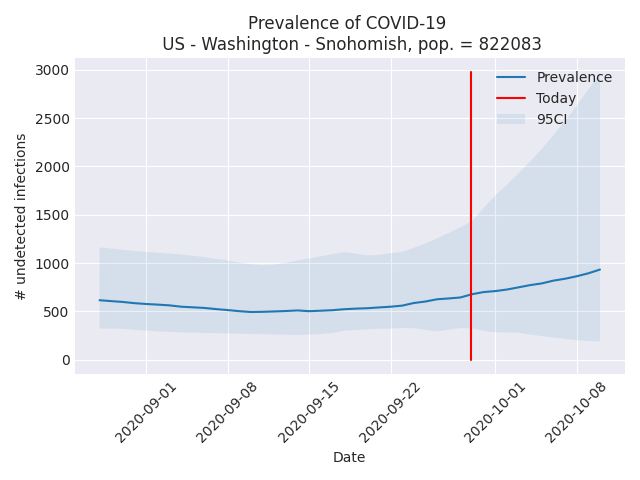 Prevalence of COVID-19
US - Washington - Snohomish, pop. = 822083
3000
2500
2000
1500
1000
500
0
# undetected infections
Prevalence
Today
95CI
2020-09-01
2020-09-08
2020-09-15
2020-09-22
2020-10-01
2020-10-08
Date